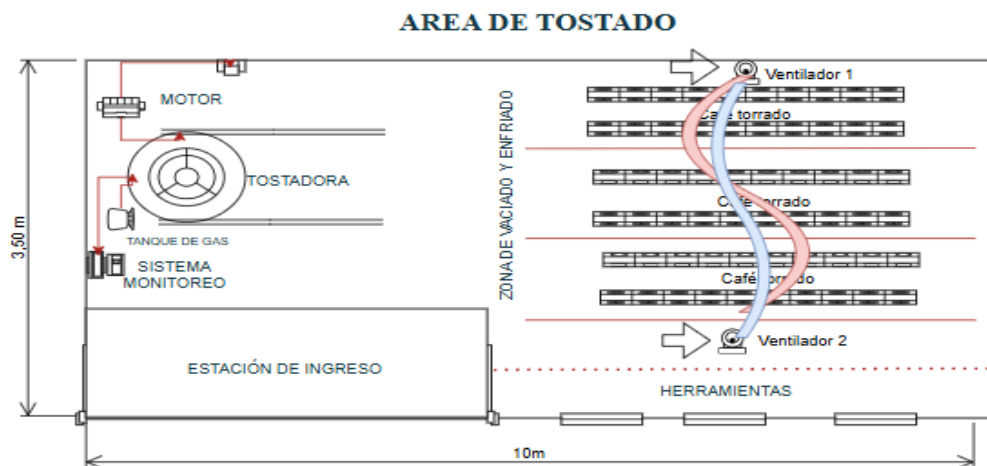 AREA DE TOSTADO
MOTOR
TOSTADORA
TANQUE DE GAS
SISTEMA
MONITOREO
3,50 m
ESTACIÓN DE INGRESO
ZONA DE VACIADO Y ENFRIADO
Ventilador 1
Café torrado
Café torrado
Café torrado
Ventilador 2
HERRAMIENTAS
10m